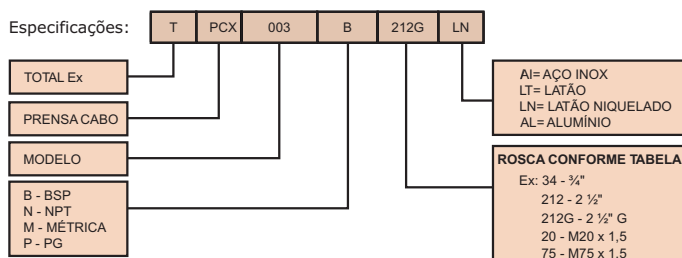 Especificações:
T PCX 003 B 212G LN
TOTAL Ex
PRENSA CABO
MODELO
B - BSP
N - NPT
M - MÉTRICA
P - PG
AI= AÇO INOX
LT= LATÃO
LN= LATÃO NIQUELADO
AL= ALUMÍNIO
ROSCA CONFORME TABELA
Ex: 34 - ¾"
212 - 2 ½"
212G - 2 ½" G
20 - M20 x 1,5
75 - M75 x 1,5